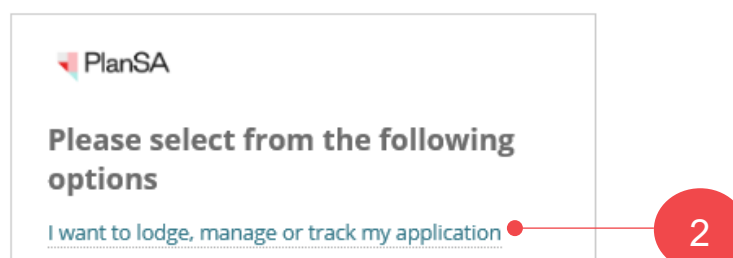 PlanSA
Please select from the following
options
I want to lodge, manage or track my application
2